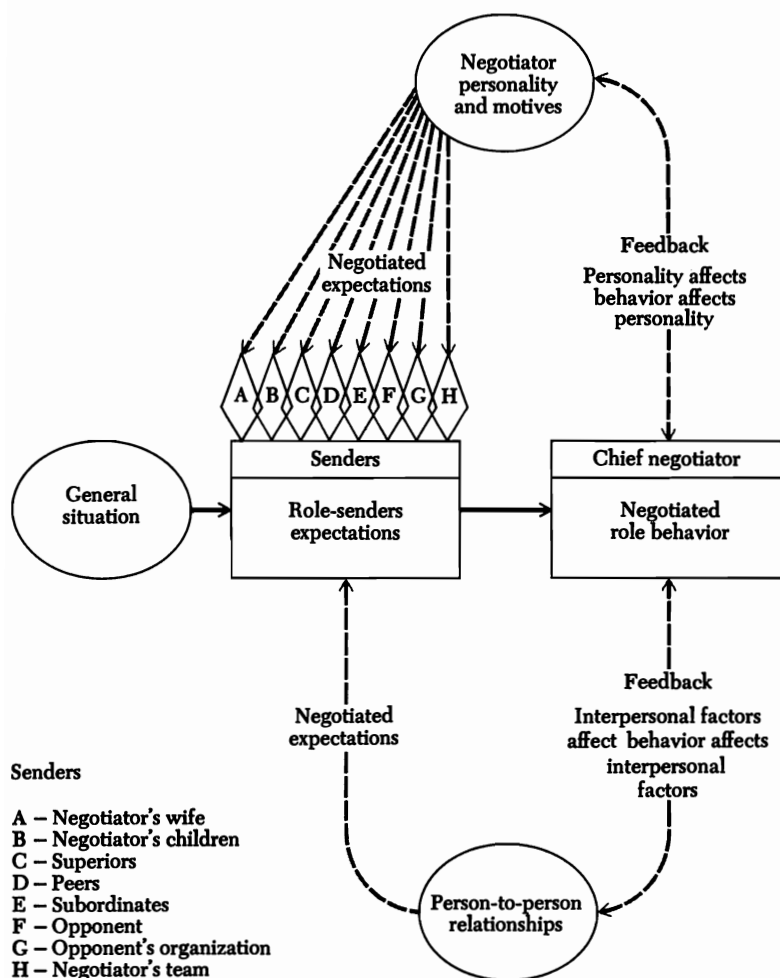 Negotiator
personality
and motives
Feedback
Personality affects
behavior affects
personality
Negotiated
expectations
A B C D E F G H
Senders
Role-senders
expectations
Chief negotiator
Negotiated
role behavior
General
situation
Negotiated
expectations
Feedback
Interpersonal factors
affect behavior affects
interpersonal
factors
Person-to-person
relationships
Senders
A – Negotiator's wife
B – Negotiator's children
C – Superiors
D – Peers
E – Subordinates
F – Opponent
G – Opponent's organization
H – Negotiator's team